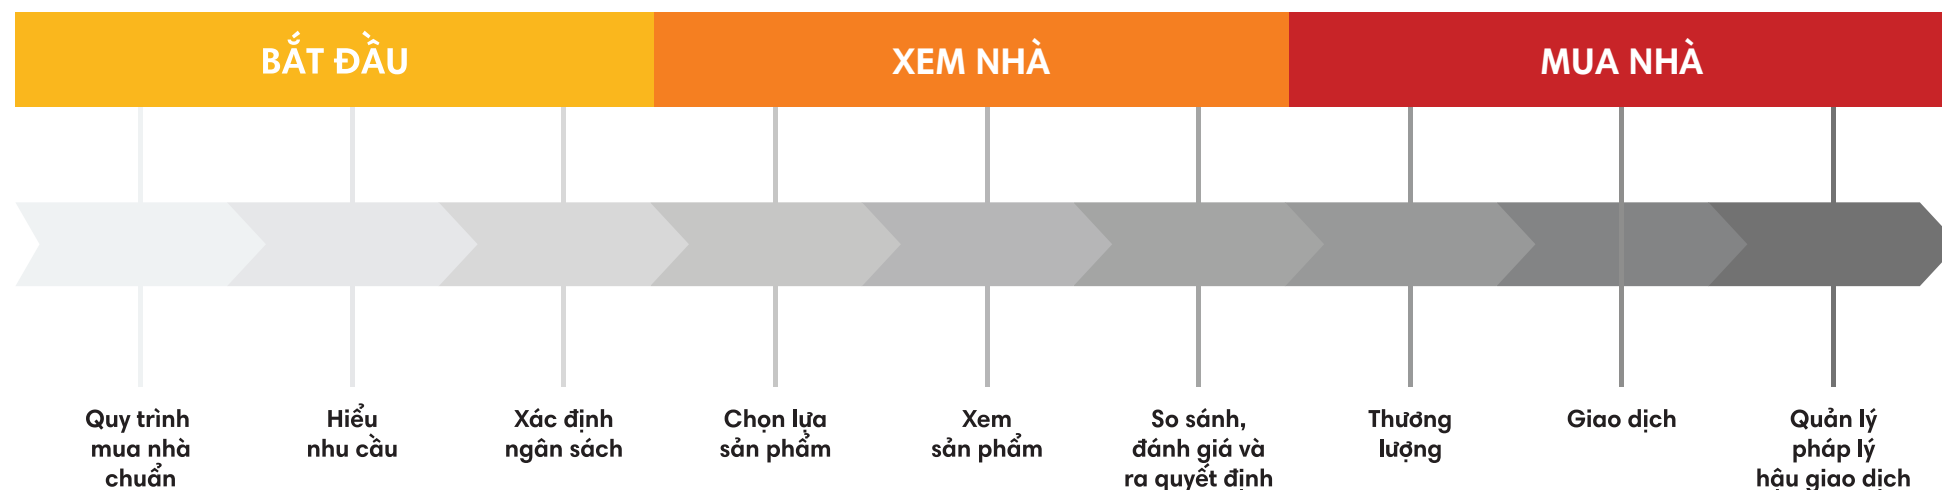 BẮT ĐẦU
XEM NHÀ
MUA NHÀ
Quy trình
mua nhà
chuẩn
Hiểu
nhu cầu
Xác định
ngân sách
Chọn lựa
sản phẩm
Xem
sản phẩm
So sánh,
đánh giá và
ra quyết định
Thương
lượng
Giao dịch
Quản lý
pháp lý
hậu giao dịch